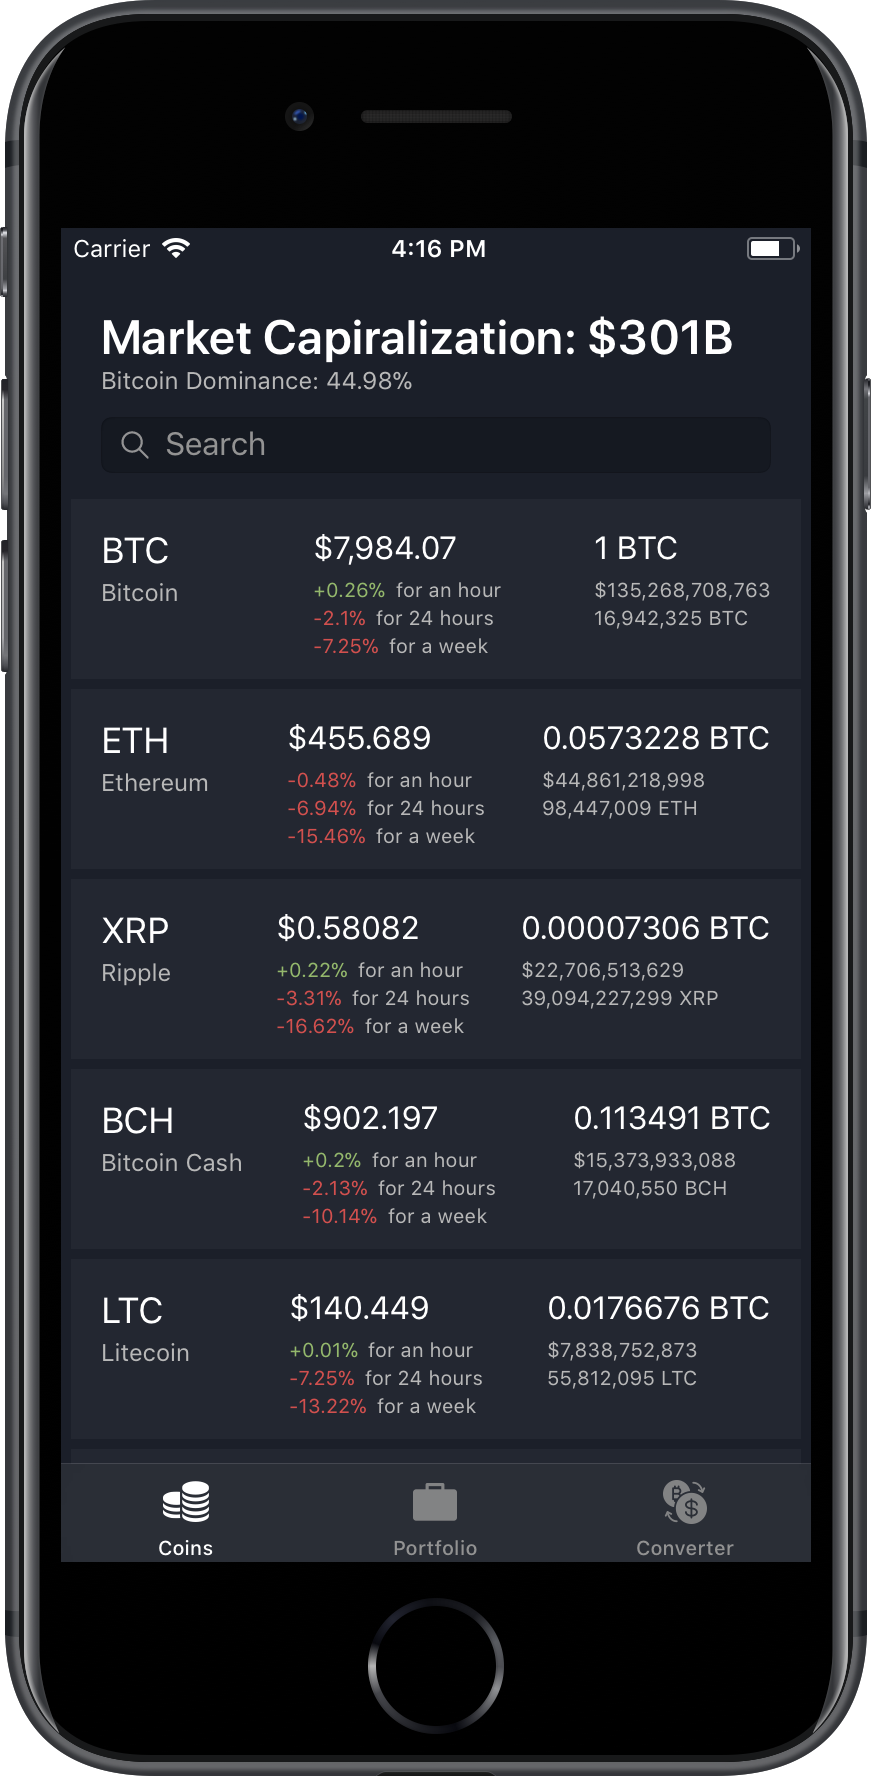 Carrier 4:16 PM
Market Capiralization: $301B
Bitcoin Dominance: 44.98%
Search
BTC $7,984.07 1 BTC
Bitcoin +0.26% for an hour $135,268,708,763
-2.1% for 24 hours 16,942,325 BTC
-7.25% for a week
ETH $455.689 0.0573228 BTC
Ethereum -0.48% for an hour $44,861,218,998
-6.94% for 24 hours 98,447,009 ETH
-15.46% for a week
XRP $0.58082 0.00007306 BTC
Ripple +0.22% for an hour $22,706,513,629
-3.31% for 24 hours 39,094,227,299 XRP
-16.62% for a week
BCH $902.197 0.113491 BTC
Bitcoin Cash +0.2% for an hour $15,373,933,088
-2.13% for 24 hours 17,040,550 BCH
-10.14% for a week
LTC $140.449 0.0176676 BTC
Litecoin +0.01% for an hour $7,838,752,873
-7.25% for 24 hours 55,812,095 LTC
-13.22% for a week
Coins Portfolio Converter